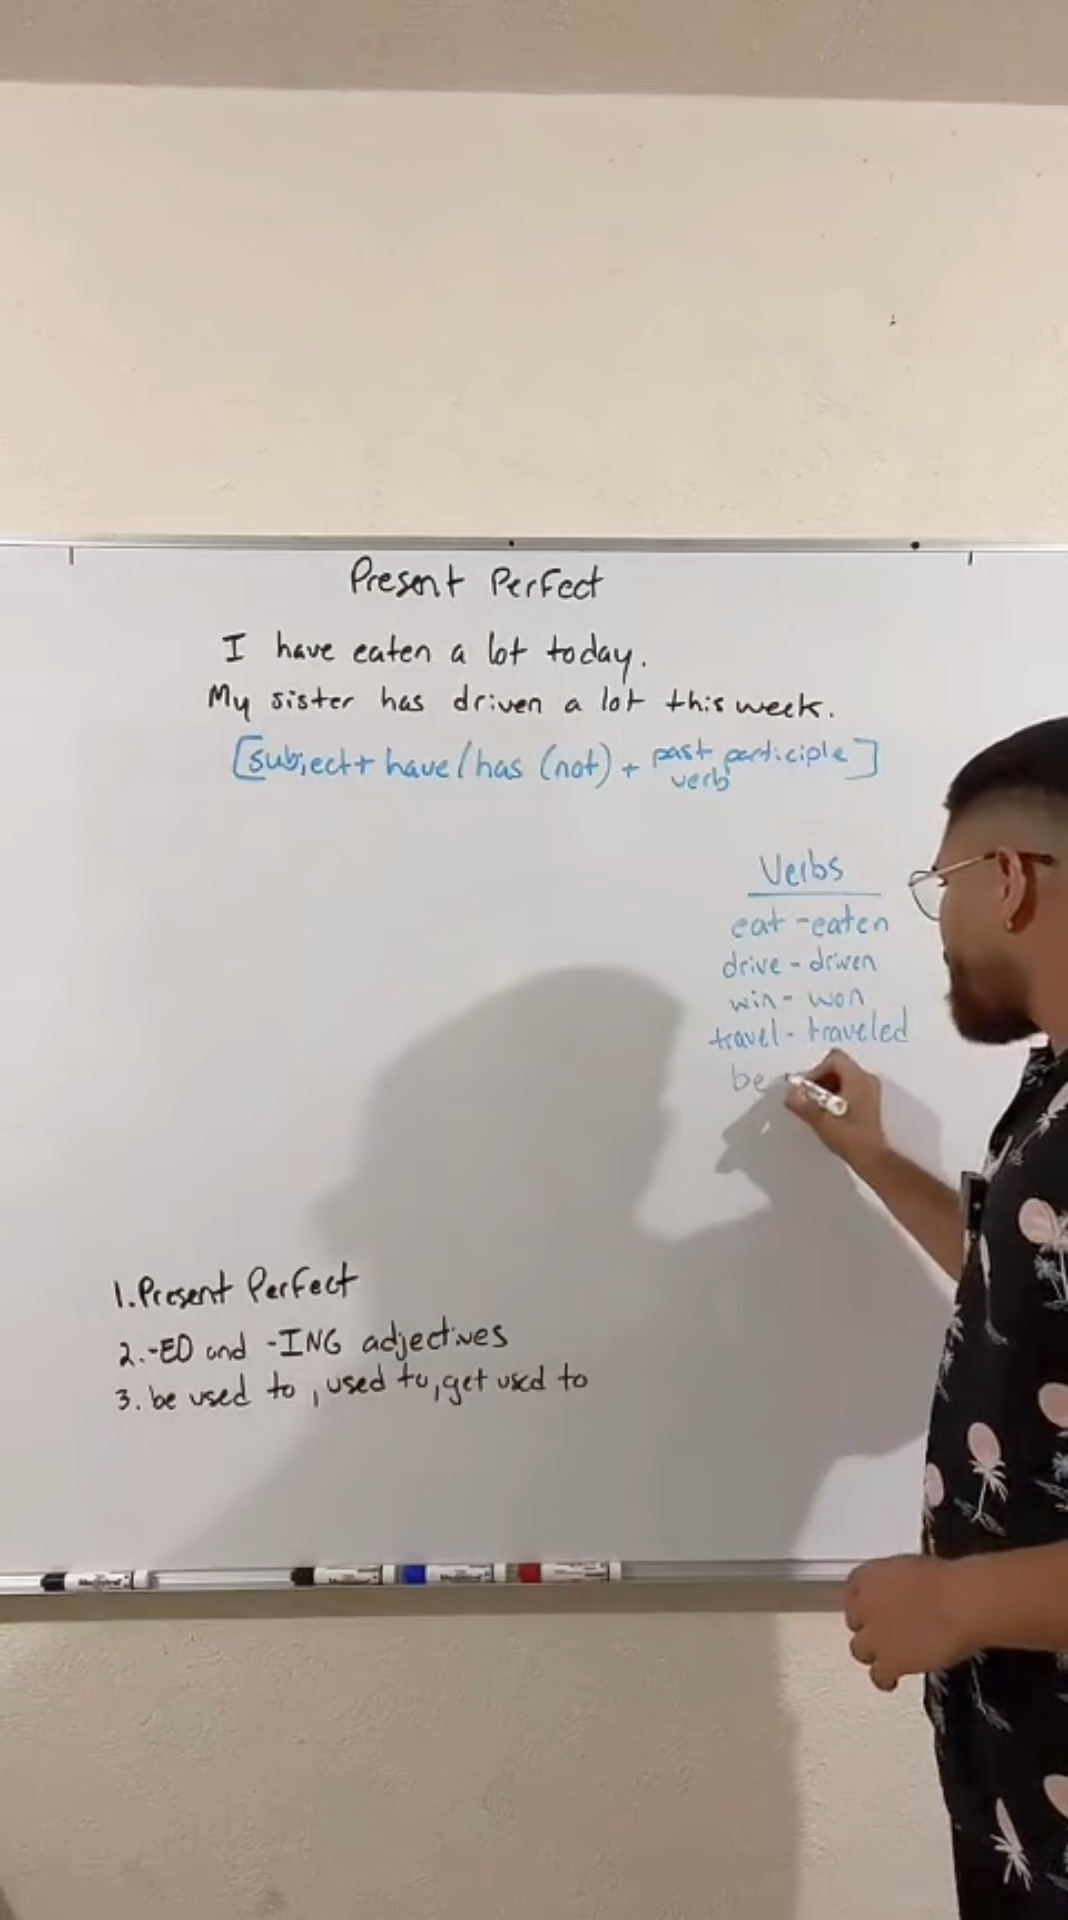 Present Perfect
I have eaten a lot today.
My sister has driven a lot this week.
[subject + have/has (not) + past participle]
verb
Verbs
eat - eaten
drive - driven
win - won
travel - traveled
be
1. Present Perfect
2. -ED and -ING adjectives
3. be used to, used to, get used to